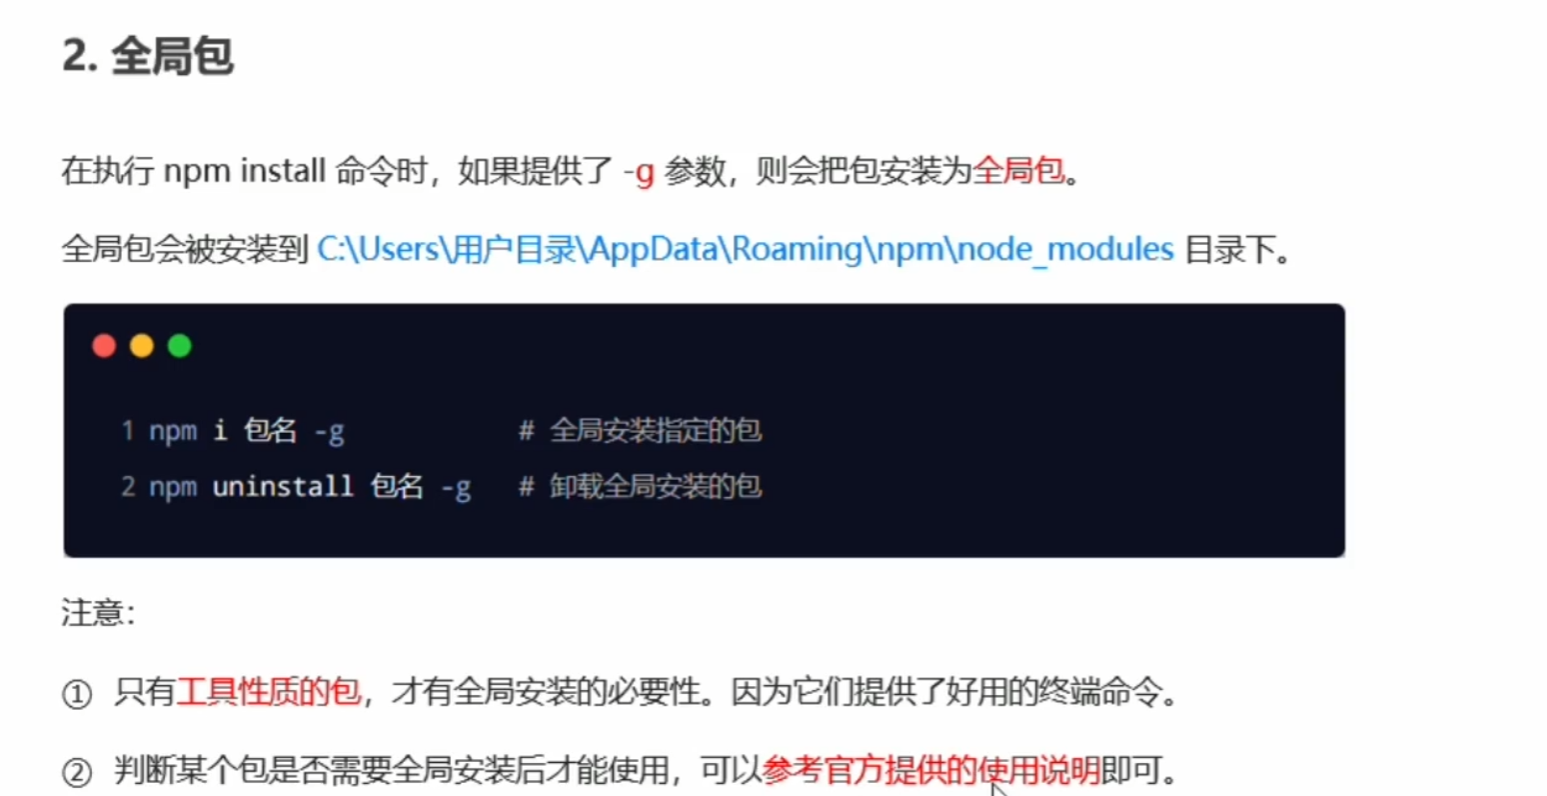 2. 全局包
在执行 npm install 命令时，如果提供了 -g 参数，则会把包安装为全局包。
全局包会被安装到 C:\Users\用户目录\AppData\Roaming\npm\node_modules 目录下。
1 npm i 包名 -g # 全局安装指定的包
2 npm uninstall 包名 -g # 卸载全局安装的包
注意：
① 只有工具性质的包，才有全局安装的必要性。因为它们提供了好用的终端命令。
② 判断某个包是否需要全局安装后才能使用，可以参考官方提供的使用说明即可。